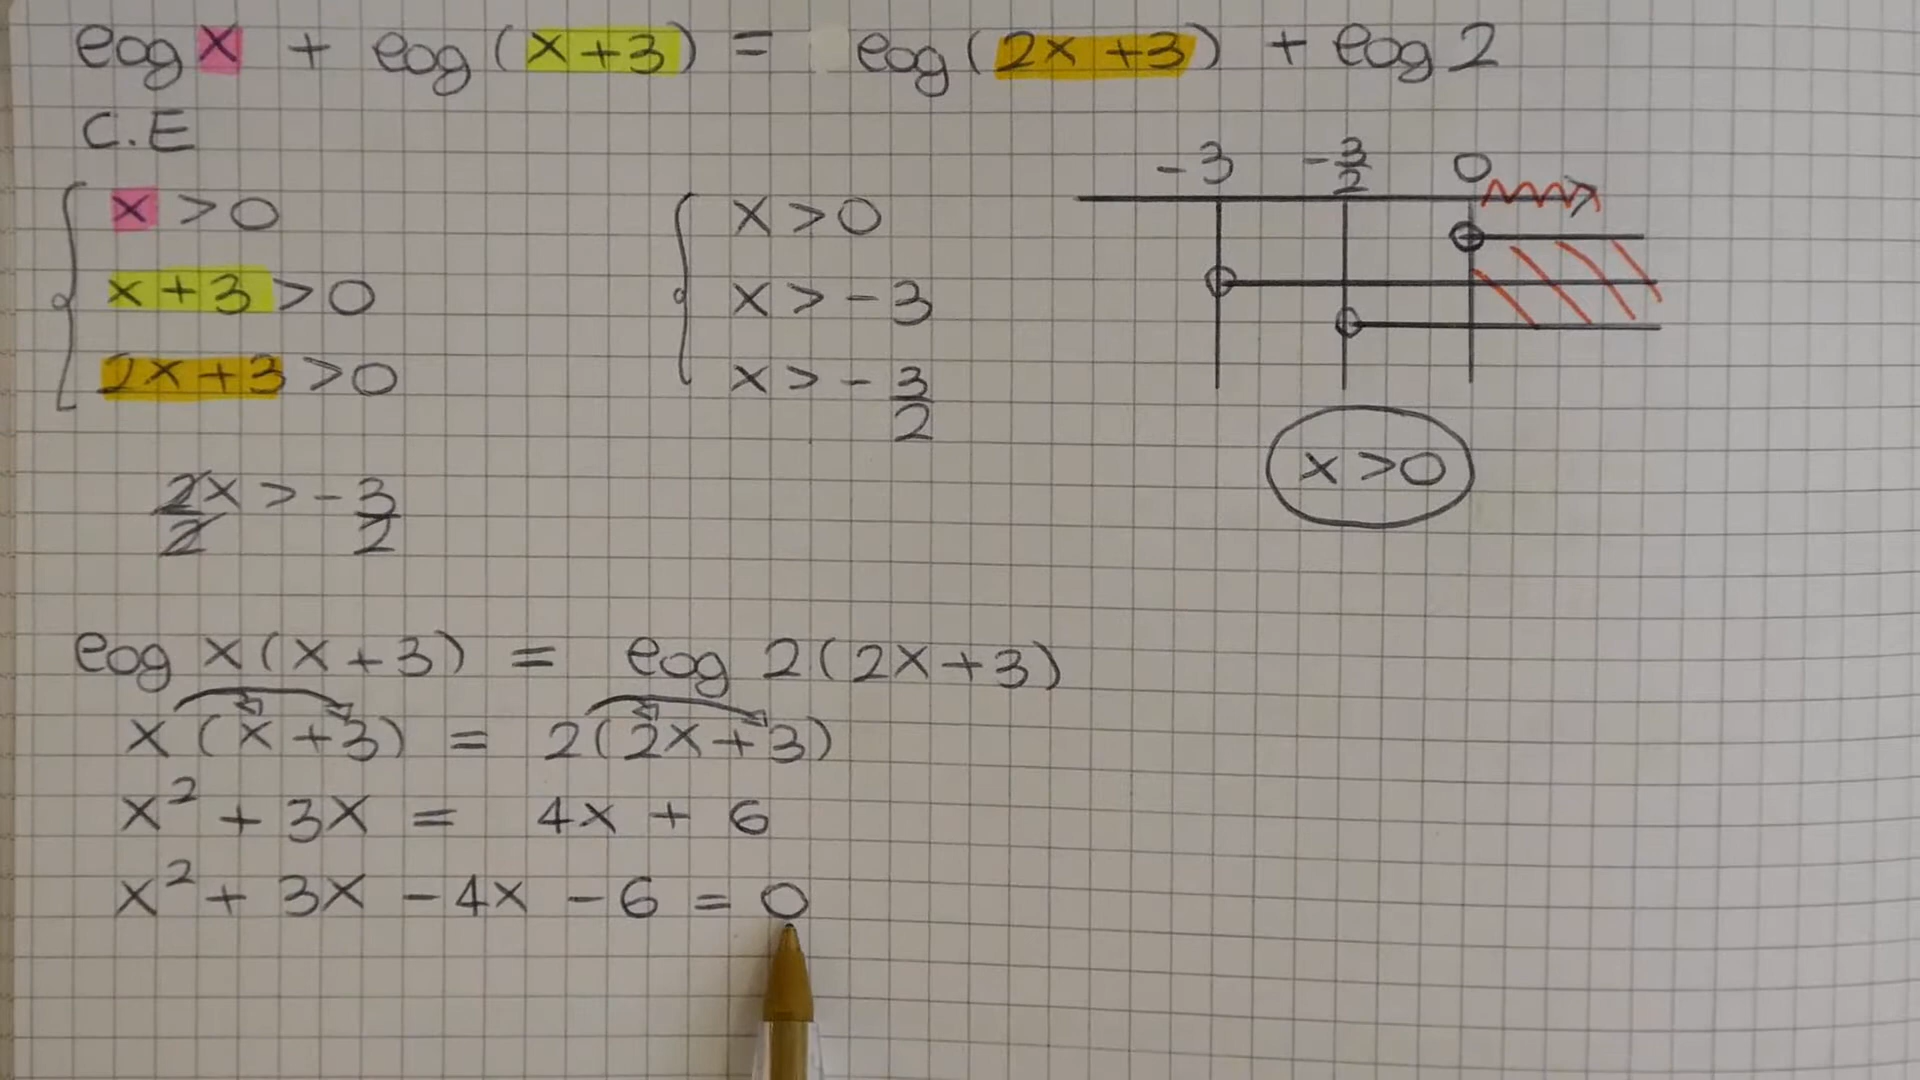 log x + log (x+3) = log (2x+3) + log 2
C.E
x > 0
x+3 > 0
2x+3 > 0
x > 0
x > -3
x > -3/2
-3 -3/2 0
x > 0
2x/2 > -3/2
log x(x+3) = log 2(2x+3)
x(x+3) = 2(2x+3)
x² + 3x = 4x + 6
x² + 3x - 4x - 6 = 0